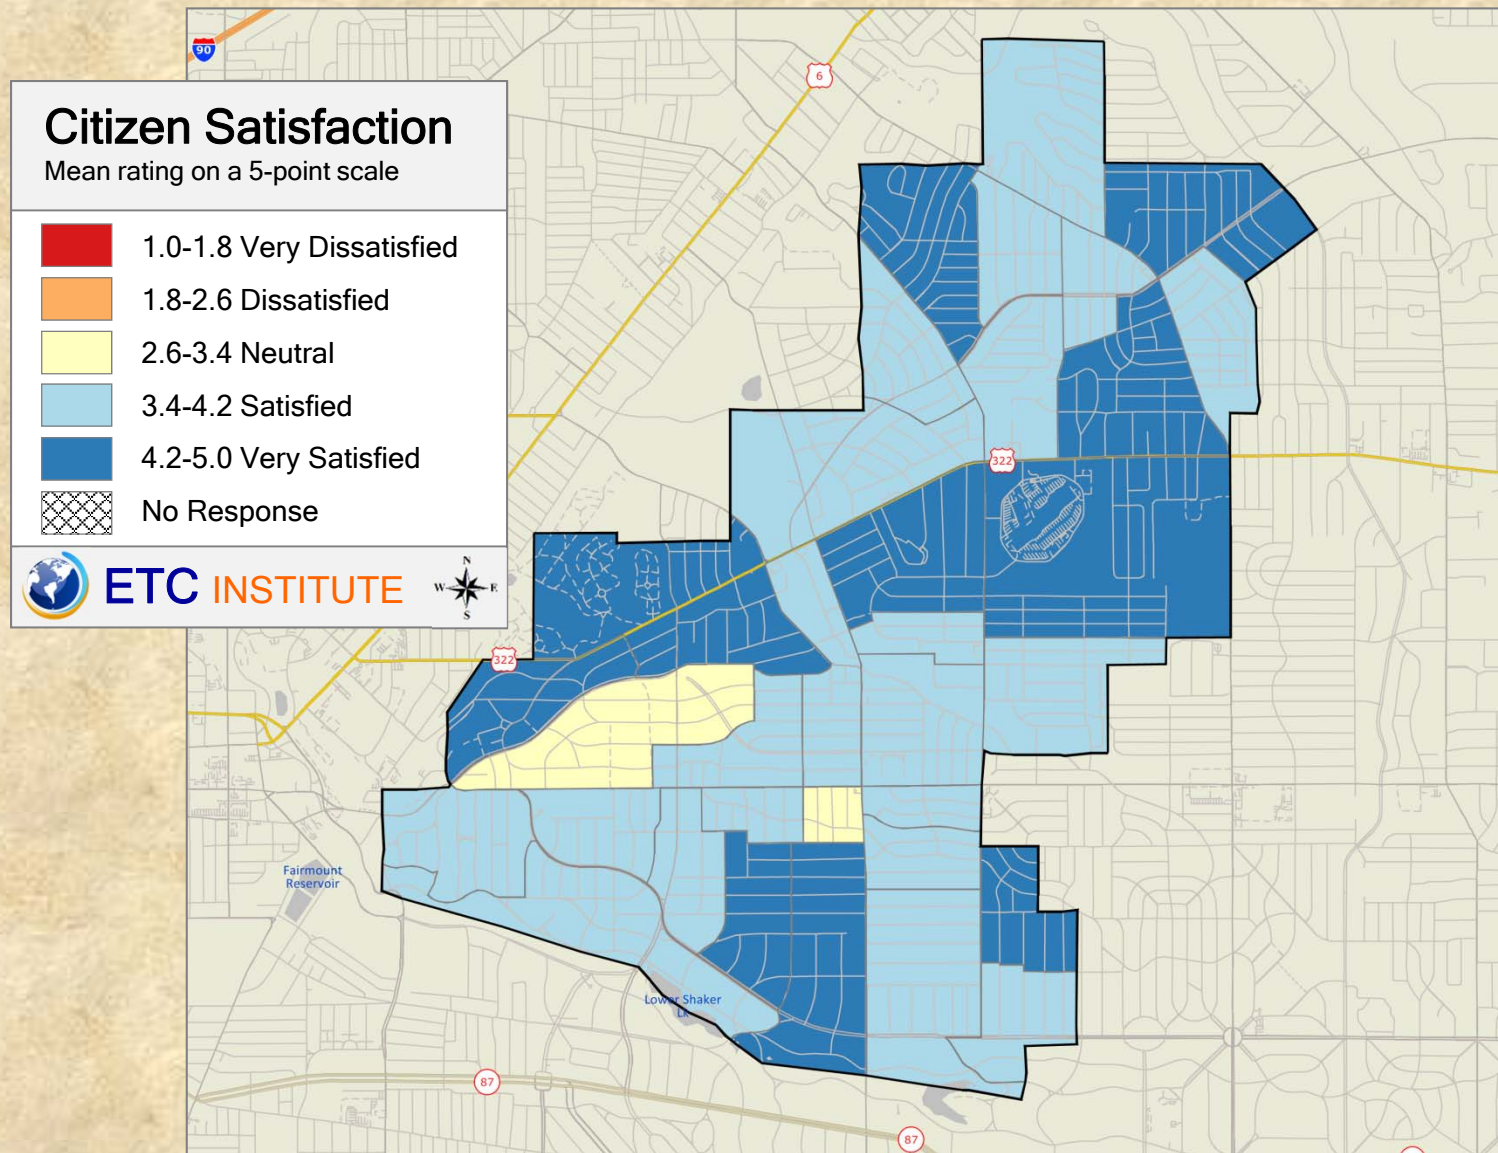 90
6
Citizen Satisfaction
Mean rating on a 5-point scale
1.0-1.8 Very Dissatisfied
1.8-2.6 Dissatisfied
2.6-3.4 Neutral
3.4-4.2 Satisfied
4.2-5.0 Very Satisfied
No Response
ETC INSTITUTE
N
W
E
S
322
322
Fairmount
Reservoir
Lower Shaker
Lk
87
87